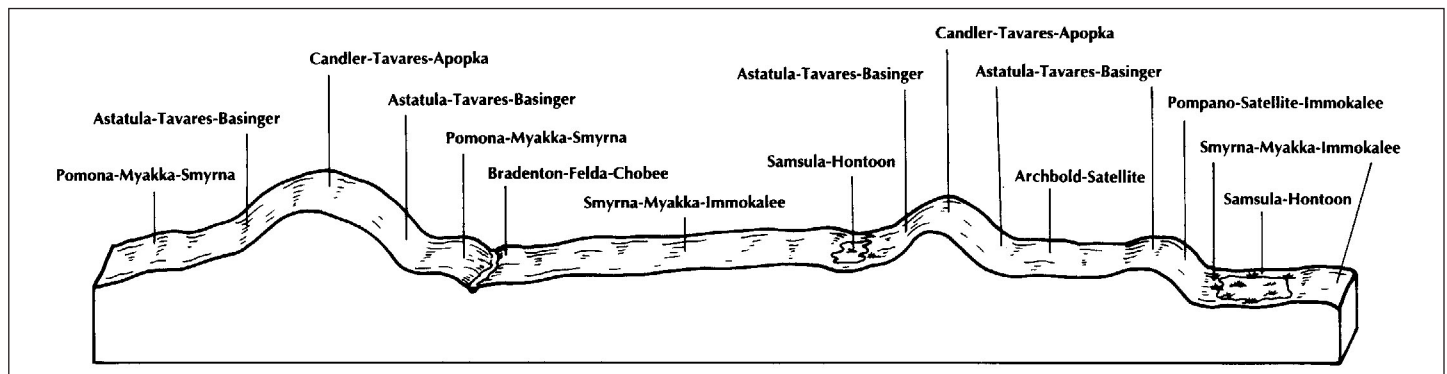 Candler-Tavares-Apopka
Candler-Tavares-Apopka
Astatula-Tavares-Basinger
Astatula-Tavares-Basinger
Astatula-Tavares-Basinger
Pompano-Satellite-Immokalee
Astatula-Tavares-Basinger
Pomona-Myakka-Smyrna
Smyrna-Myakka-Immokalee
Samsula-Hontoon
Bradenton-Felda-Chobee
Pomona-Myakka-Smyrna
Archbold-Satellite
Smyrna-Myakka-Immokalee
Samsula-Hontoon